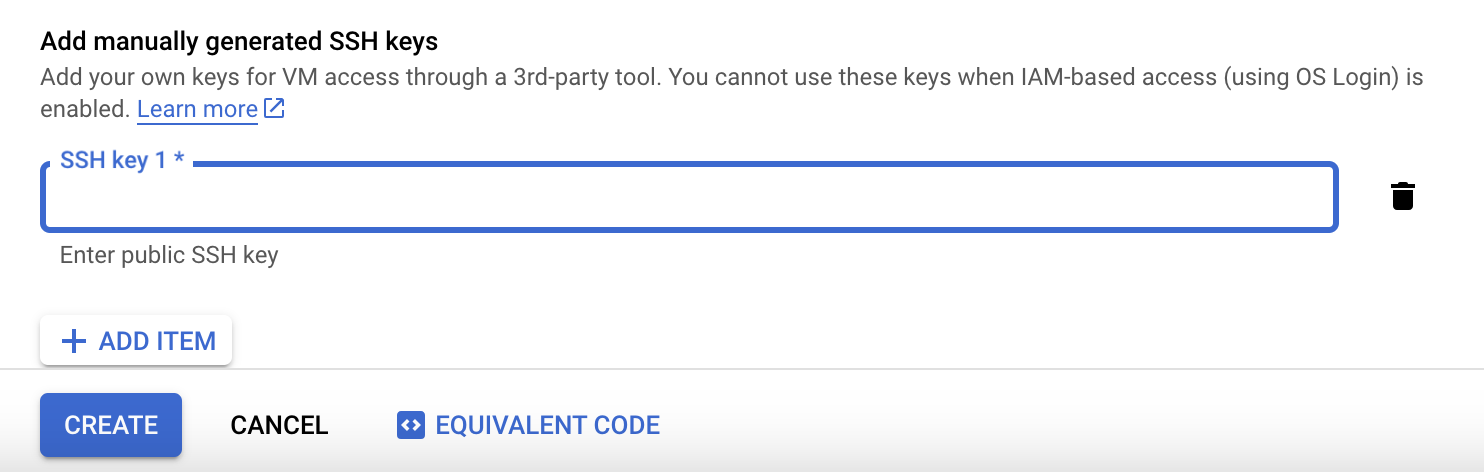 Add manually generated SSH keys
Add your own keys for VM access through a 3rd-party tool. You cannot use these keys when IAM-based access (using OS Login) is
enabled. Learn more
SSH key 1 *
Enter public SSH key
ADD ITEM
CREATE CANCEL EQUIVALENT CODE